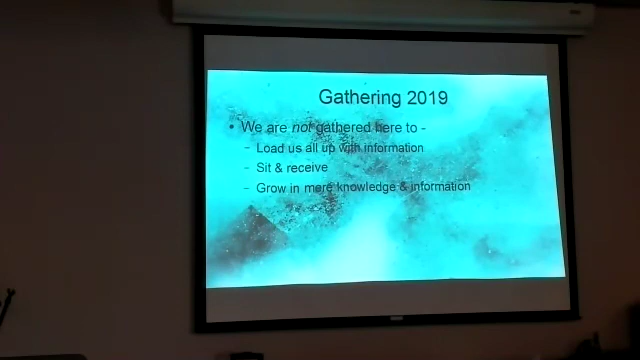 Gathering 2019
• We are not gathered here to -
– Load us all up with information
– Sit & receive
– Grow in mere knowledge & information